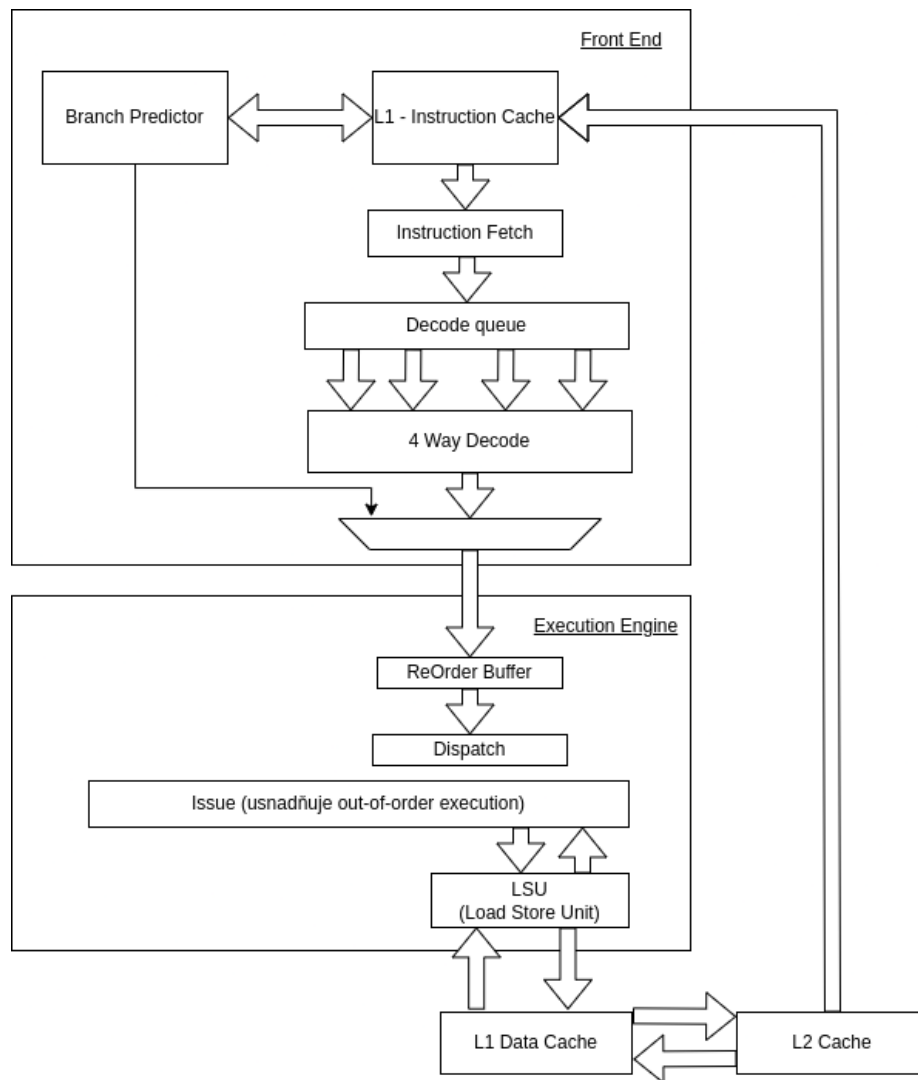 Front End
Branch Predictor
L1 - Instruction Cache
Instruction Fetch
Decode queue
4 Way Decode
Execution Engine
ReOrder Buffer
Dispatch
Issue (usnadňuje out-of-order execution)
LSU
(Load Store Unit)
L1 Data Cache
L2 Cache